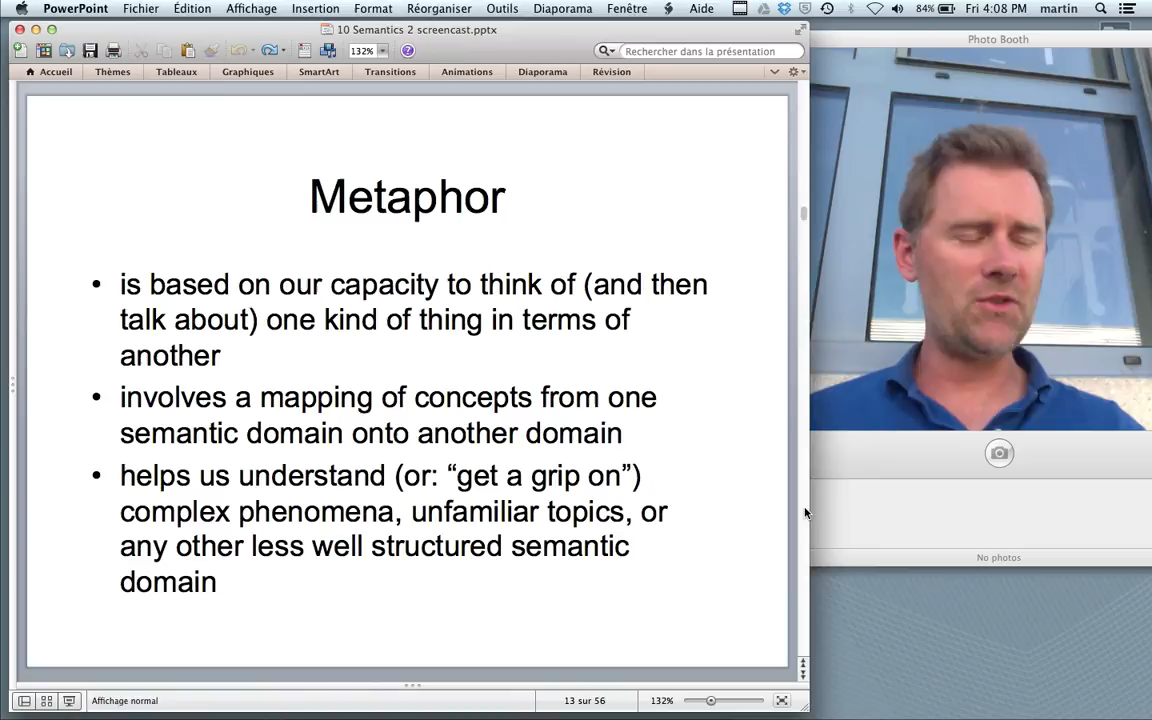 PowerPoint Fichier Édition Affichage Insertion Format Réorganiser Outils Diaporama Fenêtre Aide 84% Fri 4:08 PM martin
10 Semantics 2 screencast.pptx
Photo Booth
132% Rechercher dans la présentation
Accueil Thèmes Tableaux Graphiques SmartArt Transitions Animations Diaporama Révision
Metaphor
• is based on our capacity to think of (and then
talk about) one kind of thing in terms of
another
• involves a mapping of concepts from one
semantic domain onto another domain
• helps us understand (or: “get a grip on”)
complex phenomena, unfamiliar topics, or
any other less well structured semantic
domain
No photos
Affichage normal 13 sur 56 132%